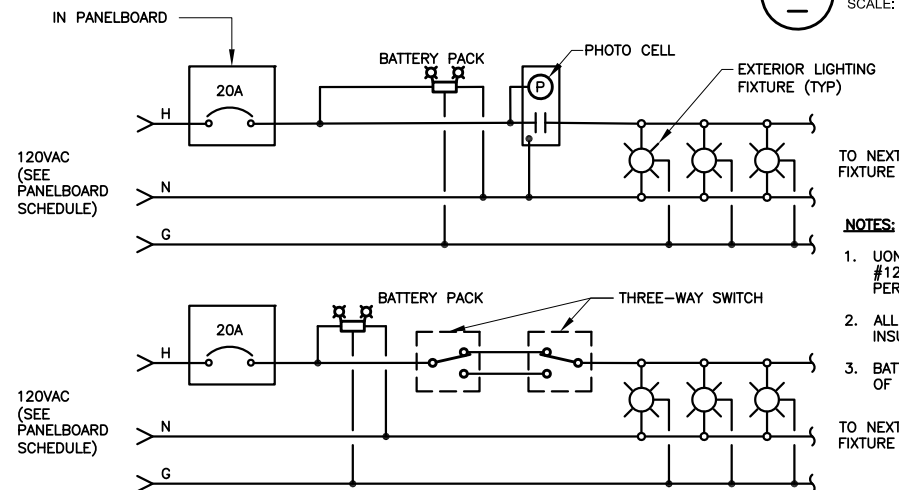 IN PANELBOARD
SCALE:
BATTERY PACK
PHOTO CELL
EXTERIOR LIGHTING
FIXTURE (TYP)
20A
P
H
120VAC
(SEE
PANELBOARD
SCHEDULE)
N
G
TO NEXT
FIXTURE
NOTES:
1. UON
#12
PER
2. ALL
INSU
3. BAT
OF
BATTERY PACK
THREE-WAY SWITCH
20A
H
120VAC
(SEE
PANELBOARD
SCHEDULE)
N
G
TO NEXT
FIXTURE